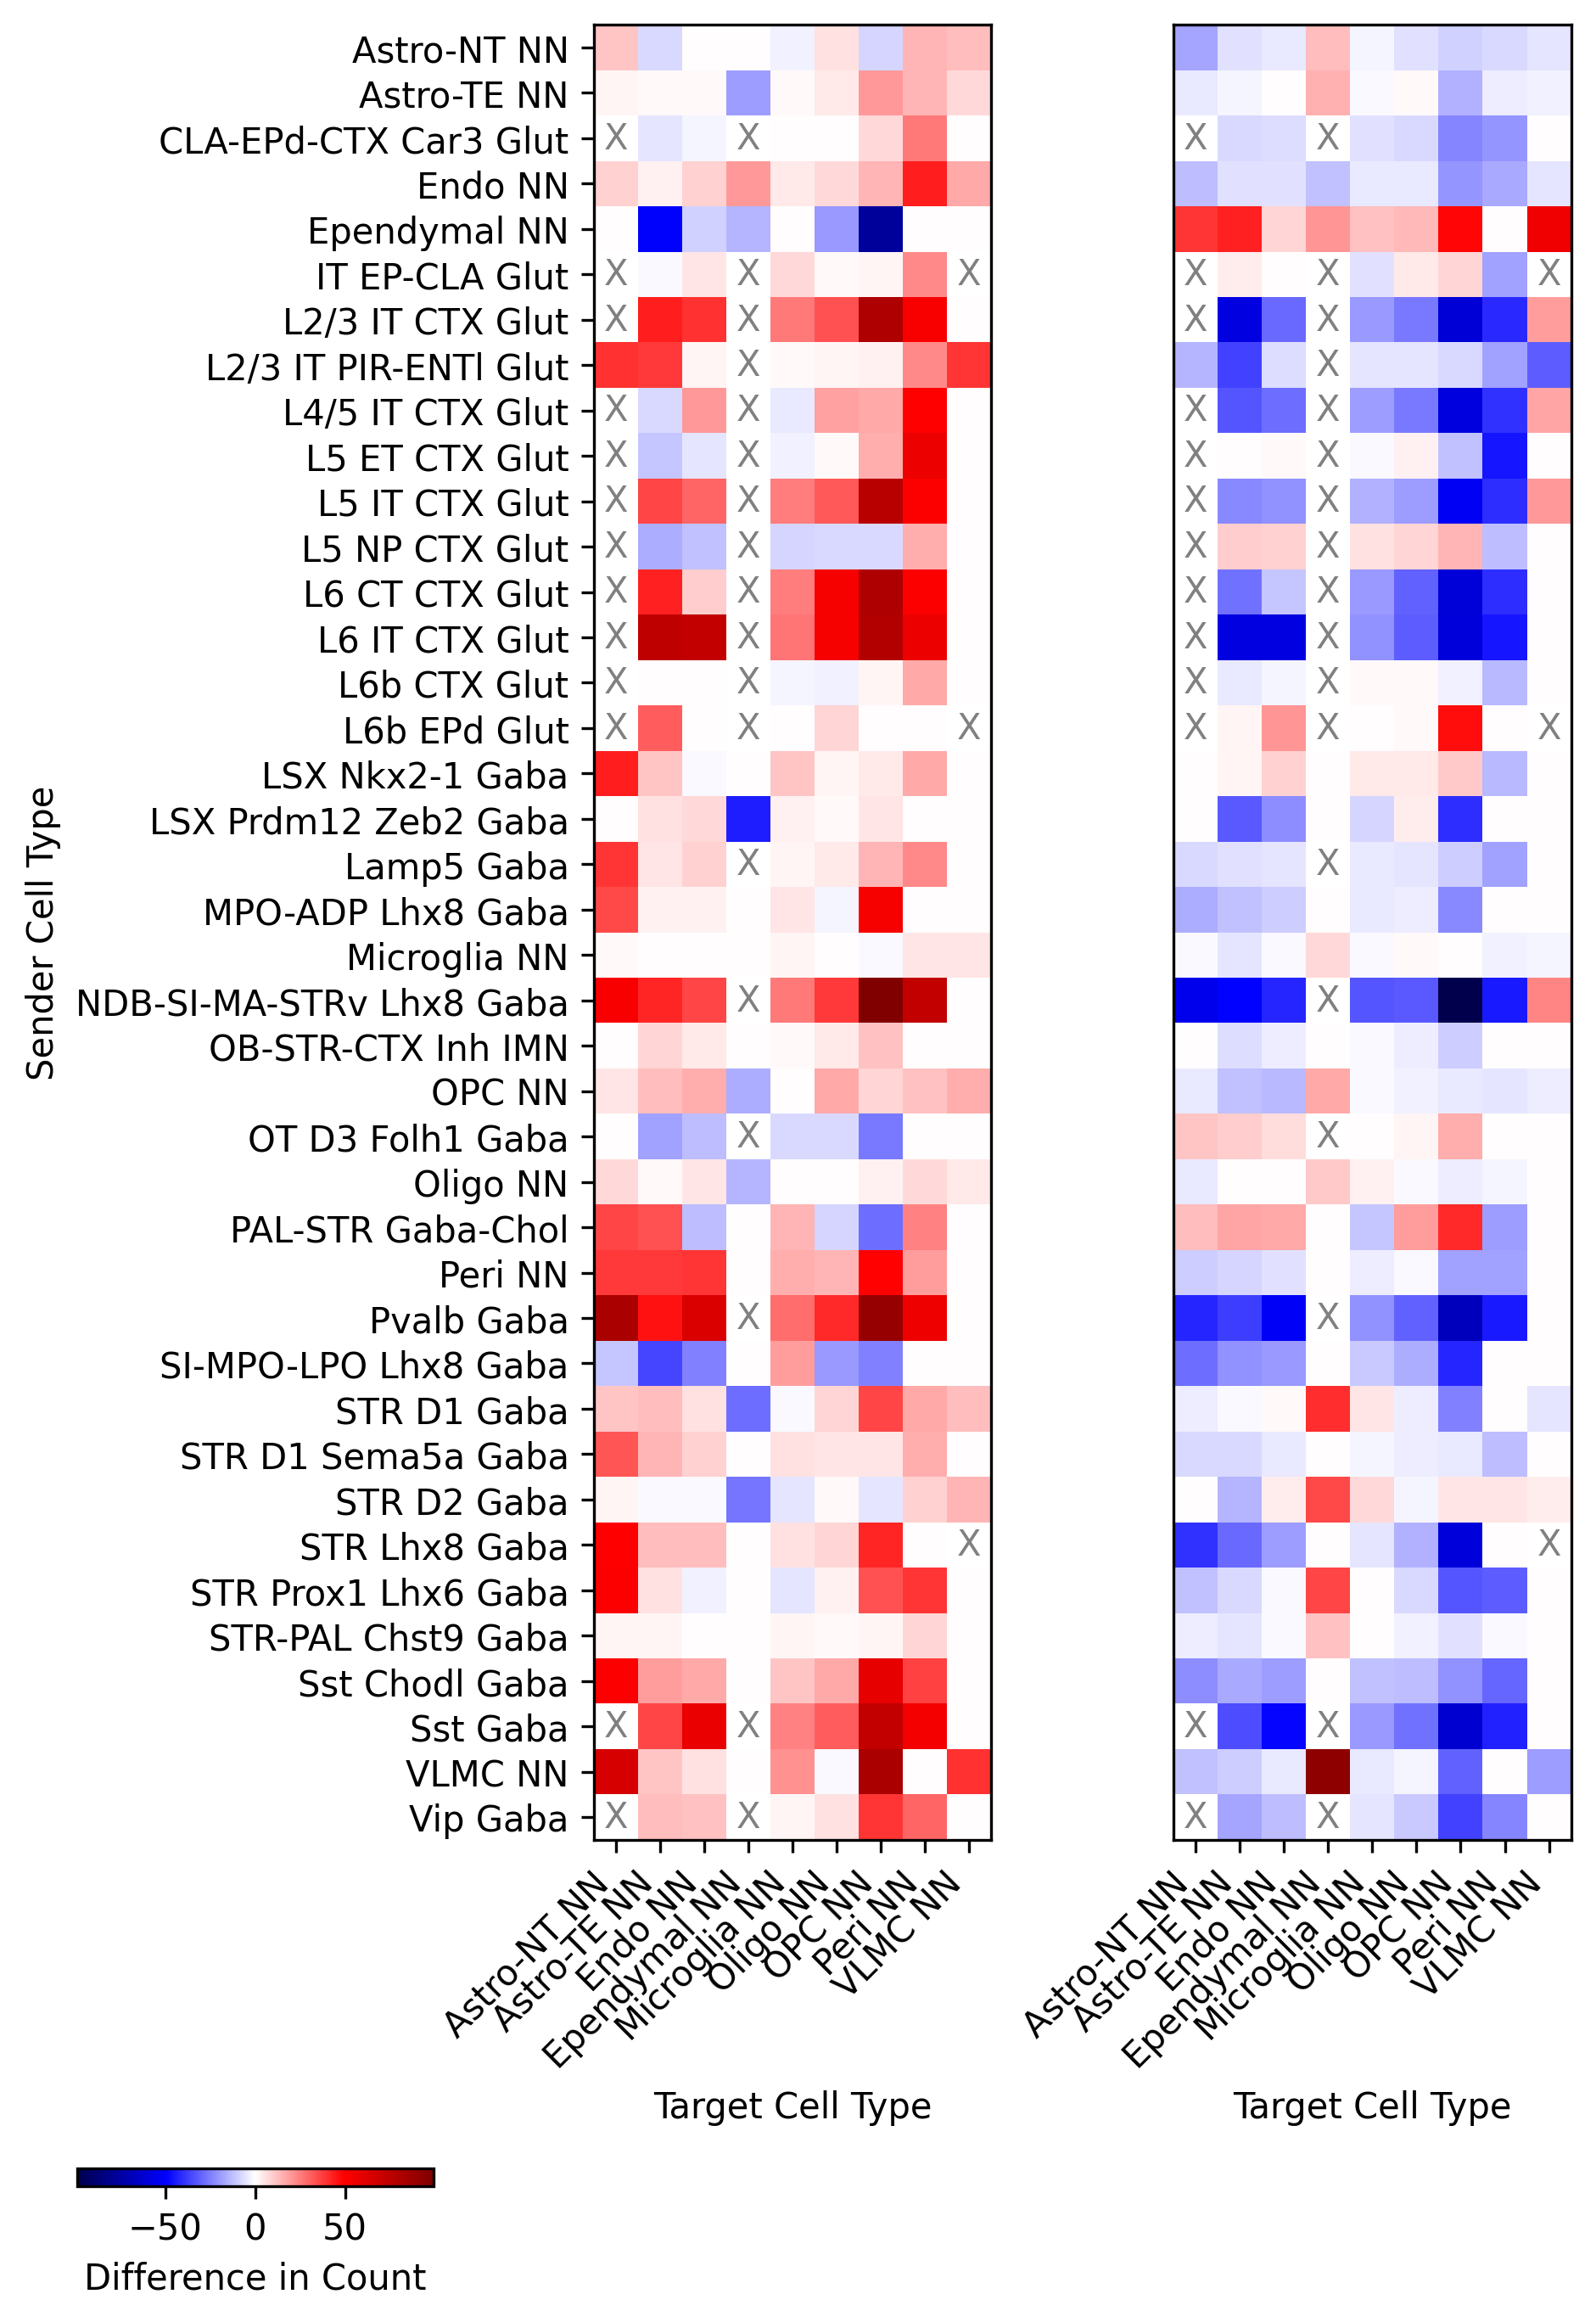 Sender Cell Type
Astro-NT NN
Astro-TE NN
CLA-EPd-CTX Car3 Glut
X X X X
Endo NN
Ependymal NN
IT EP-CLA Glut
X X X X X X
L2/3 IT CTX Glut
X X X X
L2/3 IT PIR-ENTl Glut
X X
L4/5 IT CTX Glut
X X X X
L5 ET CTX Glut
X X X X
L5 IT CTX Glut
X X X X
L5 NP CTX Glut
X X X X
L6 CT CTX Glut
X X X X
L6 IT CTX Glut
X X X X
L6b CTX Glut
X X X X
L6b EPd Glut
X X X X X X
LSX Nkx2-1 Gaba
LSX Prdm12 Zeb2 Gaba
Lamp5 Gaba
X X
MPO-ADP Lhx8 Gaba
Microglia NN
NDB-SI-MA-STRv Lhx8 Gaba
X X
OB-STR-CTX Inh IMN
OPC NN
OT D3 Folh1 Gaba
X X
Oligo NN
PAL-STR Gaba-Chol
Peri NN
Pvalb Gaba
X X
SI-MPO-LPO Lhx8 Gaba
STR D1 Gaba
STR D1 Sema5a Gaba
STR D2 Gaba
STR Lhx8 Gaba
X X
STR Prox1 Lhx6 Gaba
STR-PAL Chst9 Gaba
Sst Chodl Gaba
Sst Gaba
X X X X
VLMC NN
Vip Gaba
X X X X
Astro-NT NN
Astro-TE NN
Endo NN
Ependymal NN
Microglia NN
Oligo NN
OPC NN
Peri NN
VLMC NN
Target Cell Type
Astro-NT NN
Astro-TE NN
Endo NN
Ependymal NN
Microglia NN
Oligo NN
OPC NN
Peri NN
VLMC NN
Target Cell Type
−50 0 50
Difference in Count